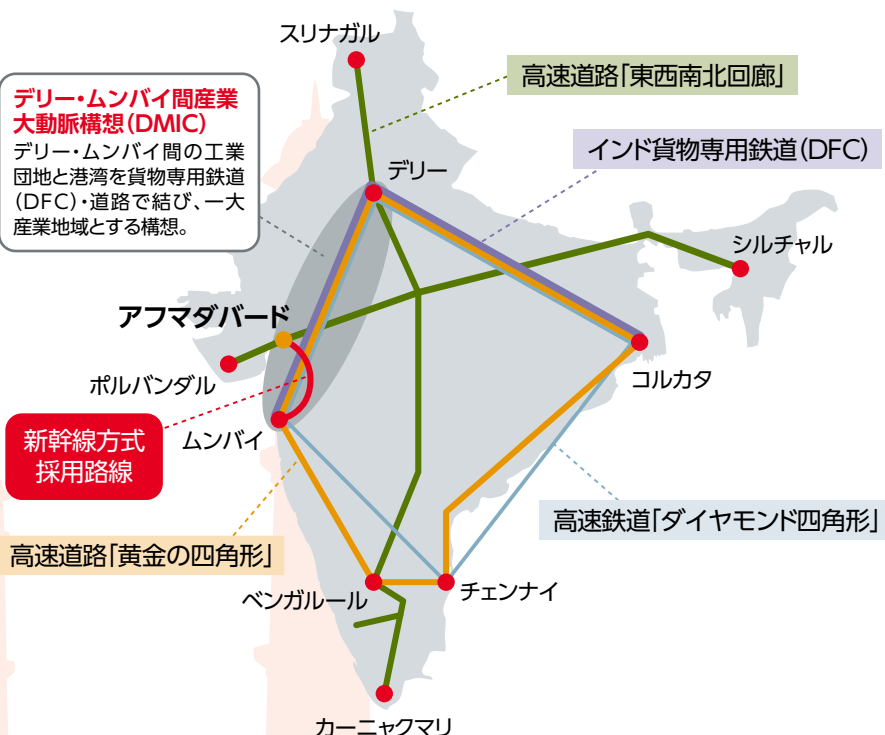 スリナガル
高速道路「東西南北回廊」
デリー・ムンバイ間産業
大動脈構想(DMIC)
デリー・ムンバイ間の工業
団地と港湾を貨物専用鉄道
(DFC)・道路で結び、一大
産業地域とする構想。
インド貨物専用鉄道(DFC)
デリー
シルチャル
アフマダバード
ポルバンダル
コルカタ
新幹線方式
採用路線
ムンバイ
高速鉄道「ダイヤモンド四角形」
高速道路「黄金の四角形」
ベンガルール
チェンナイ
カーニャクマリ